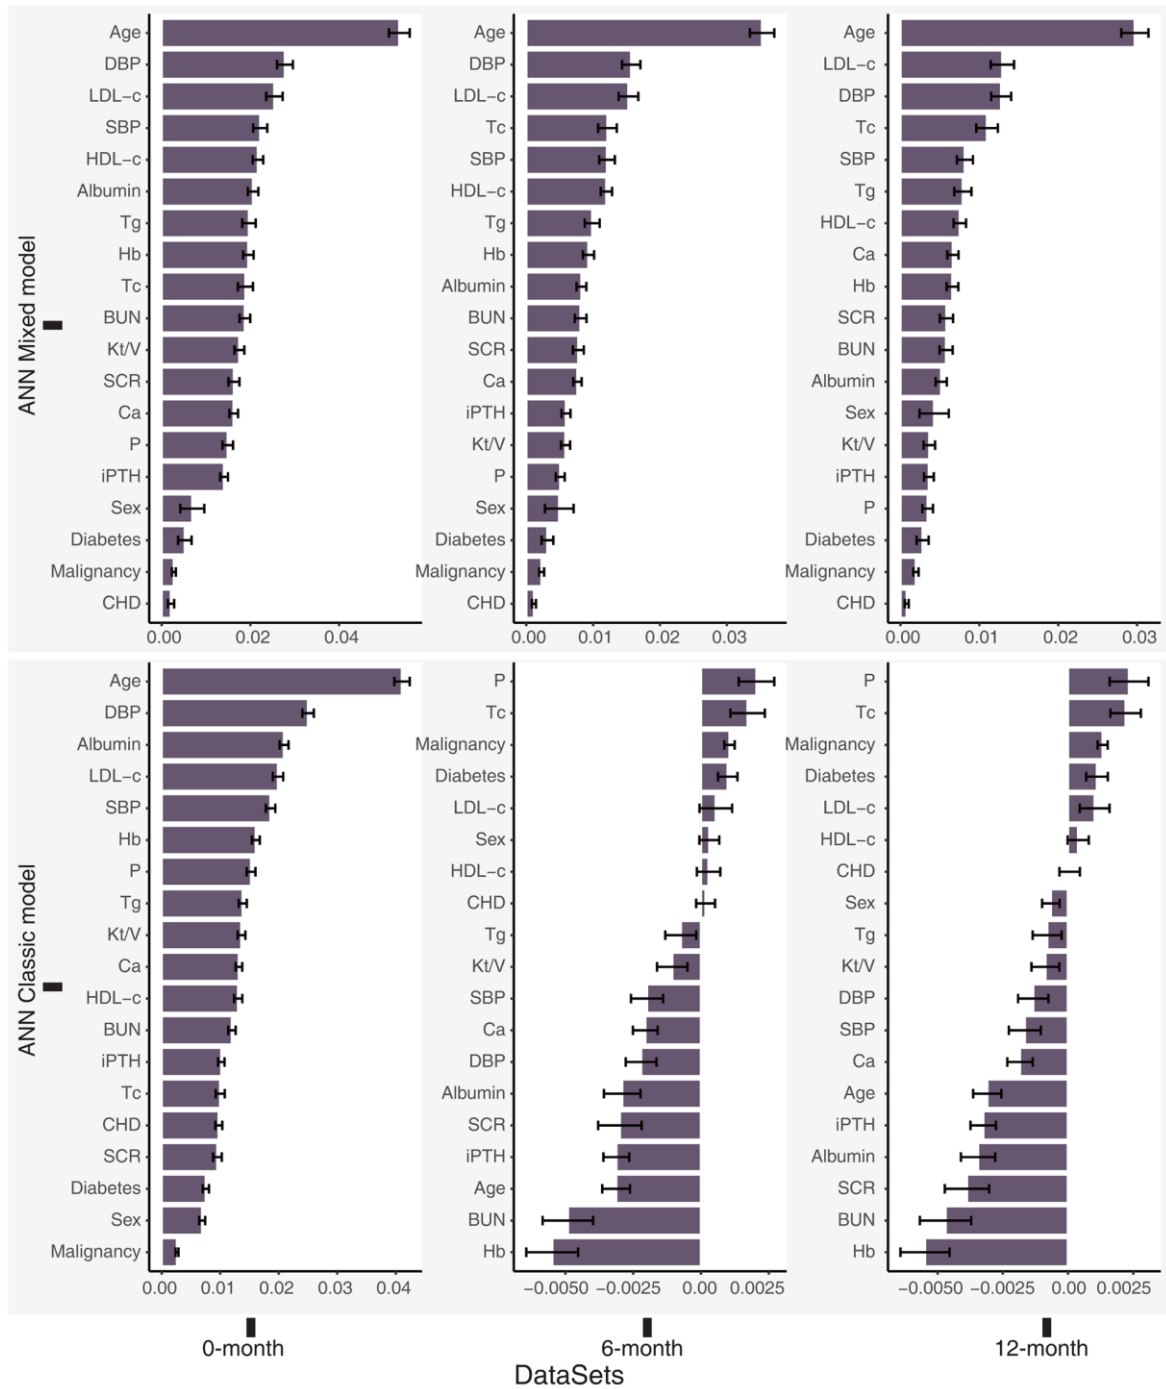 ANN Mixed model
Age
DBP
LDL-c
SBP
HDL-c
Albumin
Tg
Hb
Tc
BUN
Kt/V
SCR
Ca
P
iPTH
Sex
Diabetes
Malignancy
CHD
0.00 0.02 0.04
Age
DBP
LDL-c
Tc
SBP
HDL-c
Tg
Hb
Albumin
BUN
SCR
Ca
iPTH
Kt/V
P
Sex
Diabetes
Malignancy
CHD
0.00 0.01 0.02 0.03
Age
LDL-c
DBP
Tc
SBP
Tg
HDL-c
Ca
Hb
SCR
BUN
Albumin
Sex
Kt/V
iPTH
P
Diabetes
Malignancy
CHD
0.00 0.01 0.02 0.03
ANN Classic model
Age
DBP
Albumin
LDL-c
SBP
Hb
P
Tg
Kt/V
Ca
HDL-c
BUN
iPTH
Tc
CHD
SCR
Diabetes
Sex
Malignancy
0.00 0.01 0.02 0.03 0.04
P
Tc
Malignancy
Diabetes
LDL-c
Sex
HDL-c
CHD
Tg
Kt/V
SBP
Ca
DBP
Albumin
SCR
iPTH
Age
BUN
Hb
−0.0050 −0.0025 0.00 0.0025
P
Tc
Malignancy
Diabetes
LDL-c
HDL-c
CHD
Sex
Tg
Kt/V
DBP
SBP
Ca
Age
iPTH
Albumin
SCR
BUN
Hb
−0.0050 −0.0025 0.00 0.0025
0-month 6-month 12-month
DataSets